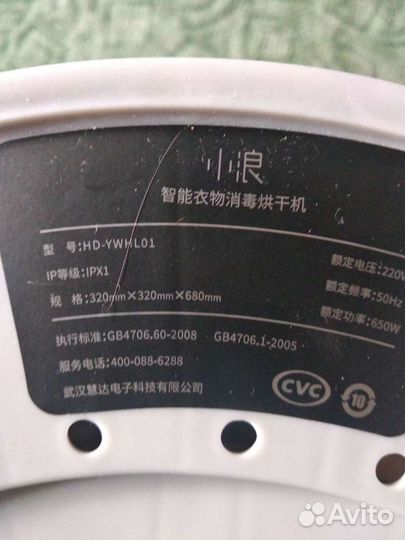 小浪
智能衣物消毒烘干机
型 号:HD-YWHL01
额定电压:220V
IP等级:IPX1
额定频率:50Hz
规 格:320mm×320mm×680mm
额定功率:650W
执行标准:GB4706.60-2008 GB4706.1-2005
服务电话:400-088-6288
武汉慧达电子科技有限公司
CVC
10
Avito